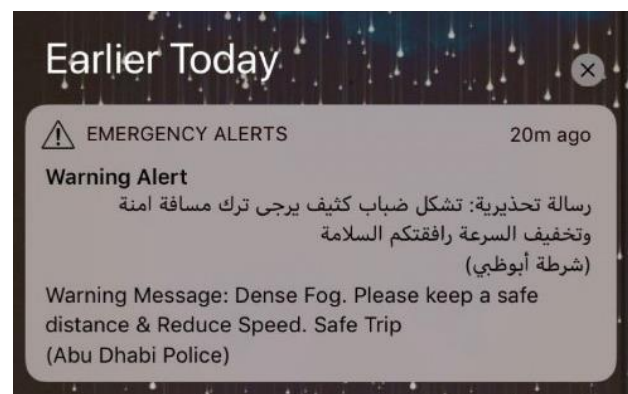 Earlier Today
EMERGENCY ALERTS 20m ago
Warning Alert
رسالة تحذيرية: تشكل ضباب كثيف يرجى ترك مسافة امنة
وتخفيف السرعة رافقتكم السلامة
(شرطة أبوظبي)
Warning Message: Dense Fog. Please keep a safe
distance & Reduce Speed. Safe Trip
(Abu Dhabi Police)